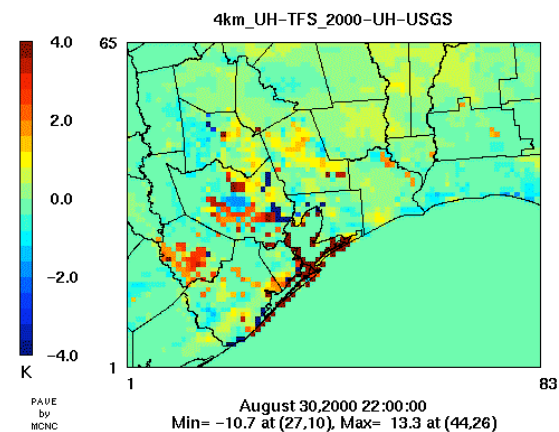 4km_UH-TFS_2000-UH-USGS
65
4.0
2.0
0.0
-2.0
-4.0
K
1
1
83
PAVE
by
MCNC
August 30,2000 22:00:00
Min= -10.7 at (27,10), Max= 13.3 at (44,26)